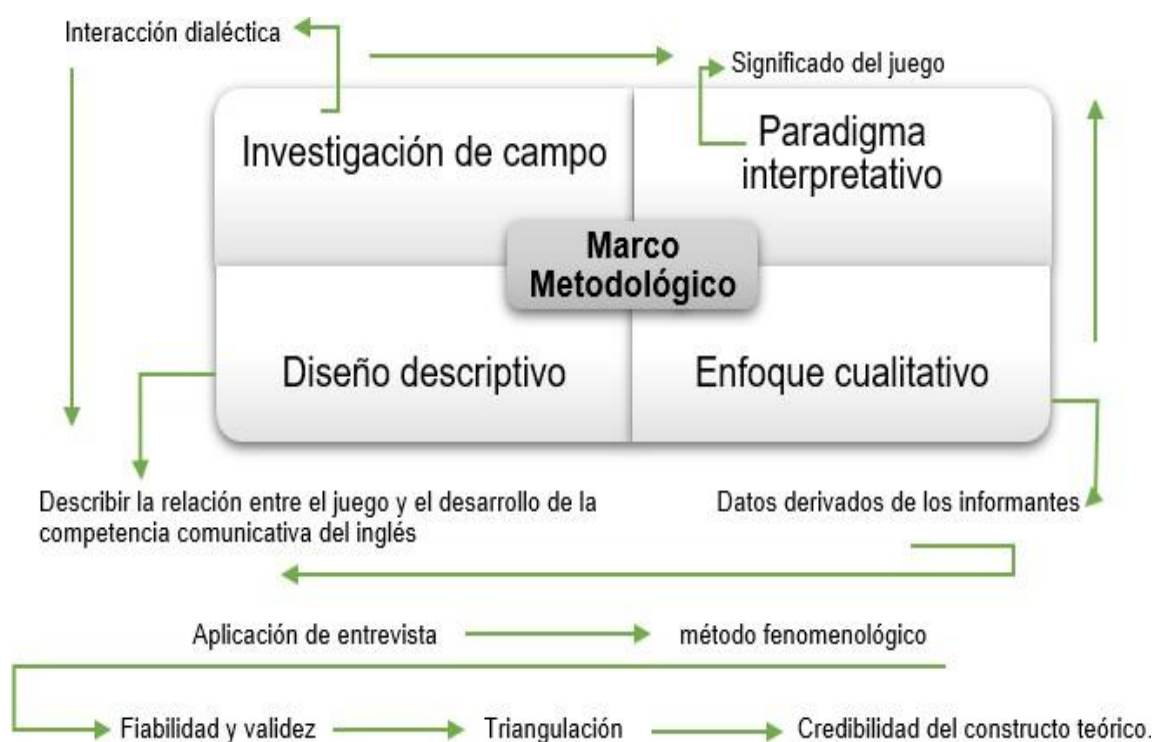 Interacción dialéctica
Significado del juego
Investigación de campo
Paradigma
interpretativo
Marco
Metodológico
Diseño descriptivo
Enfoque cualitativo
Describir la relación entre el juego y el desarrollo de la
competencia comunicativa del inglés
Datos derivados de los informantes
Aplicación de entrevista
método fenomenológico
Fiabilidad y validez
Triangulación
Credibilidad del constructo teórico.